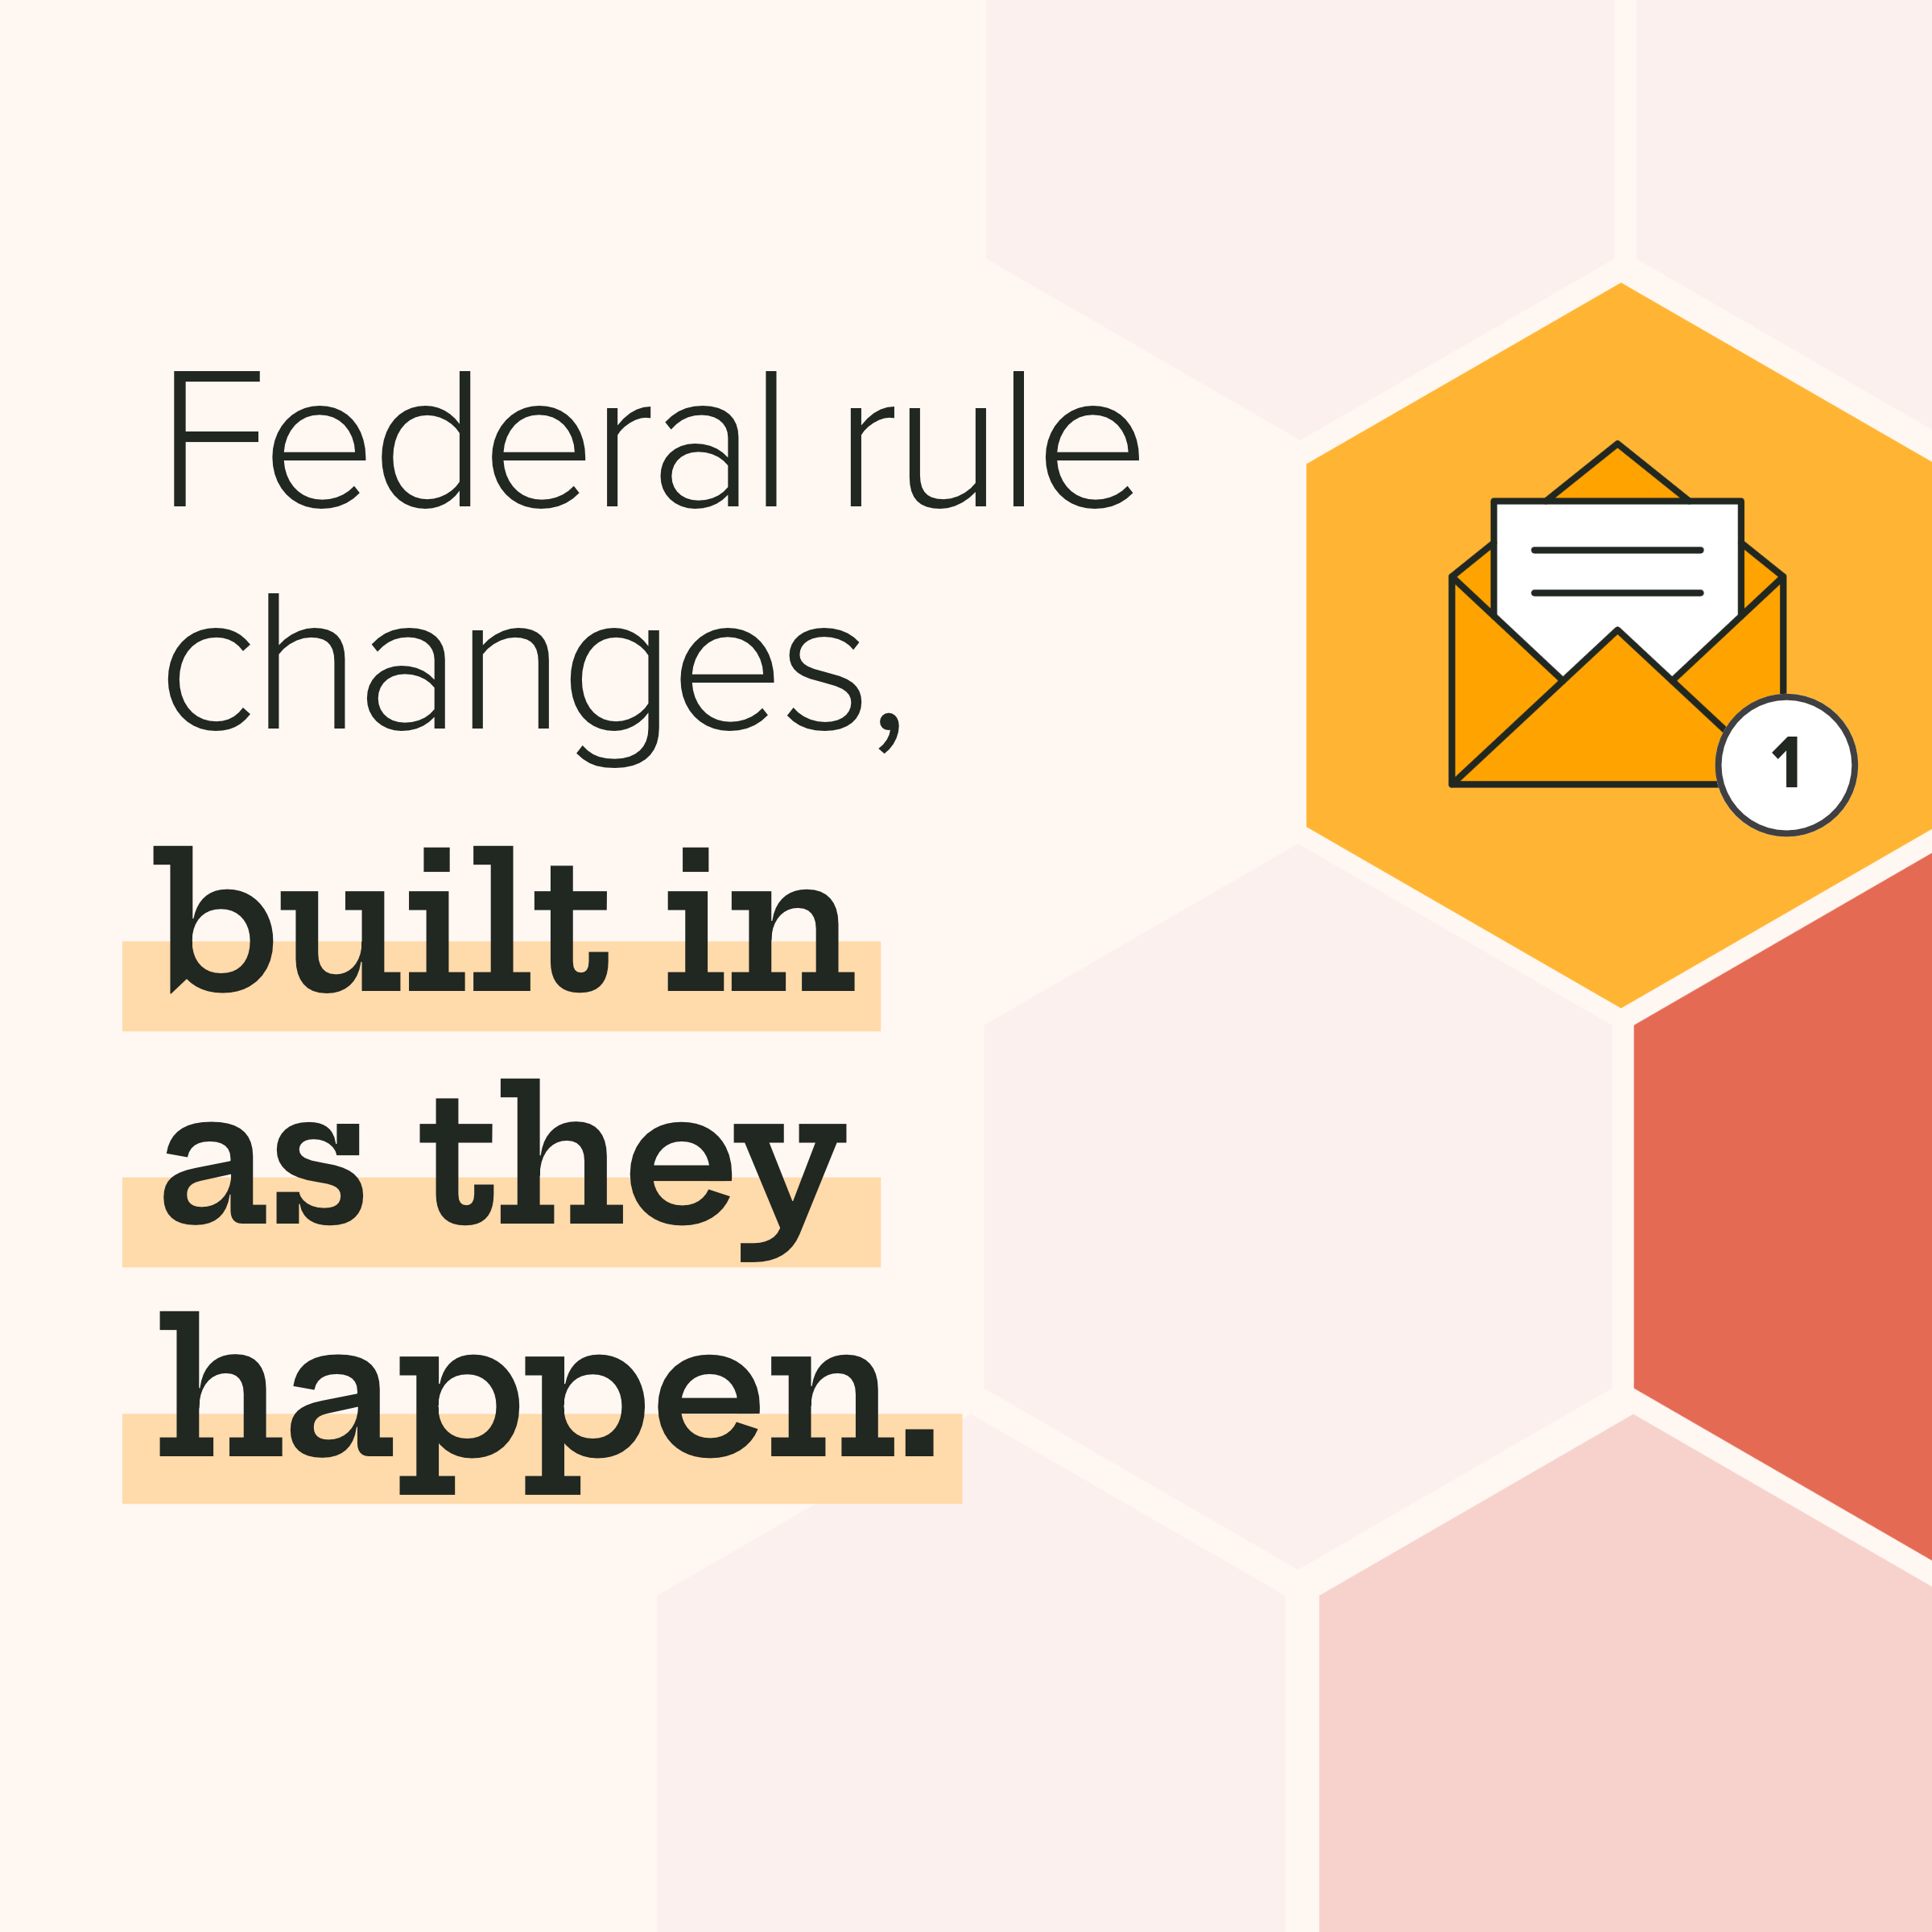 Federal rule
changes,
built in
as they
happen.
1